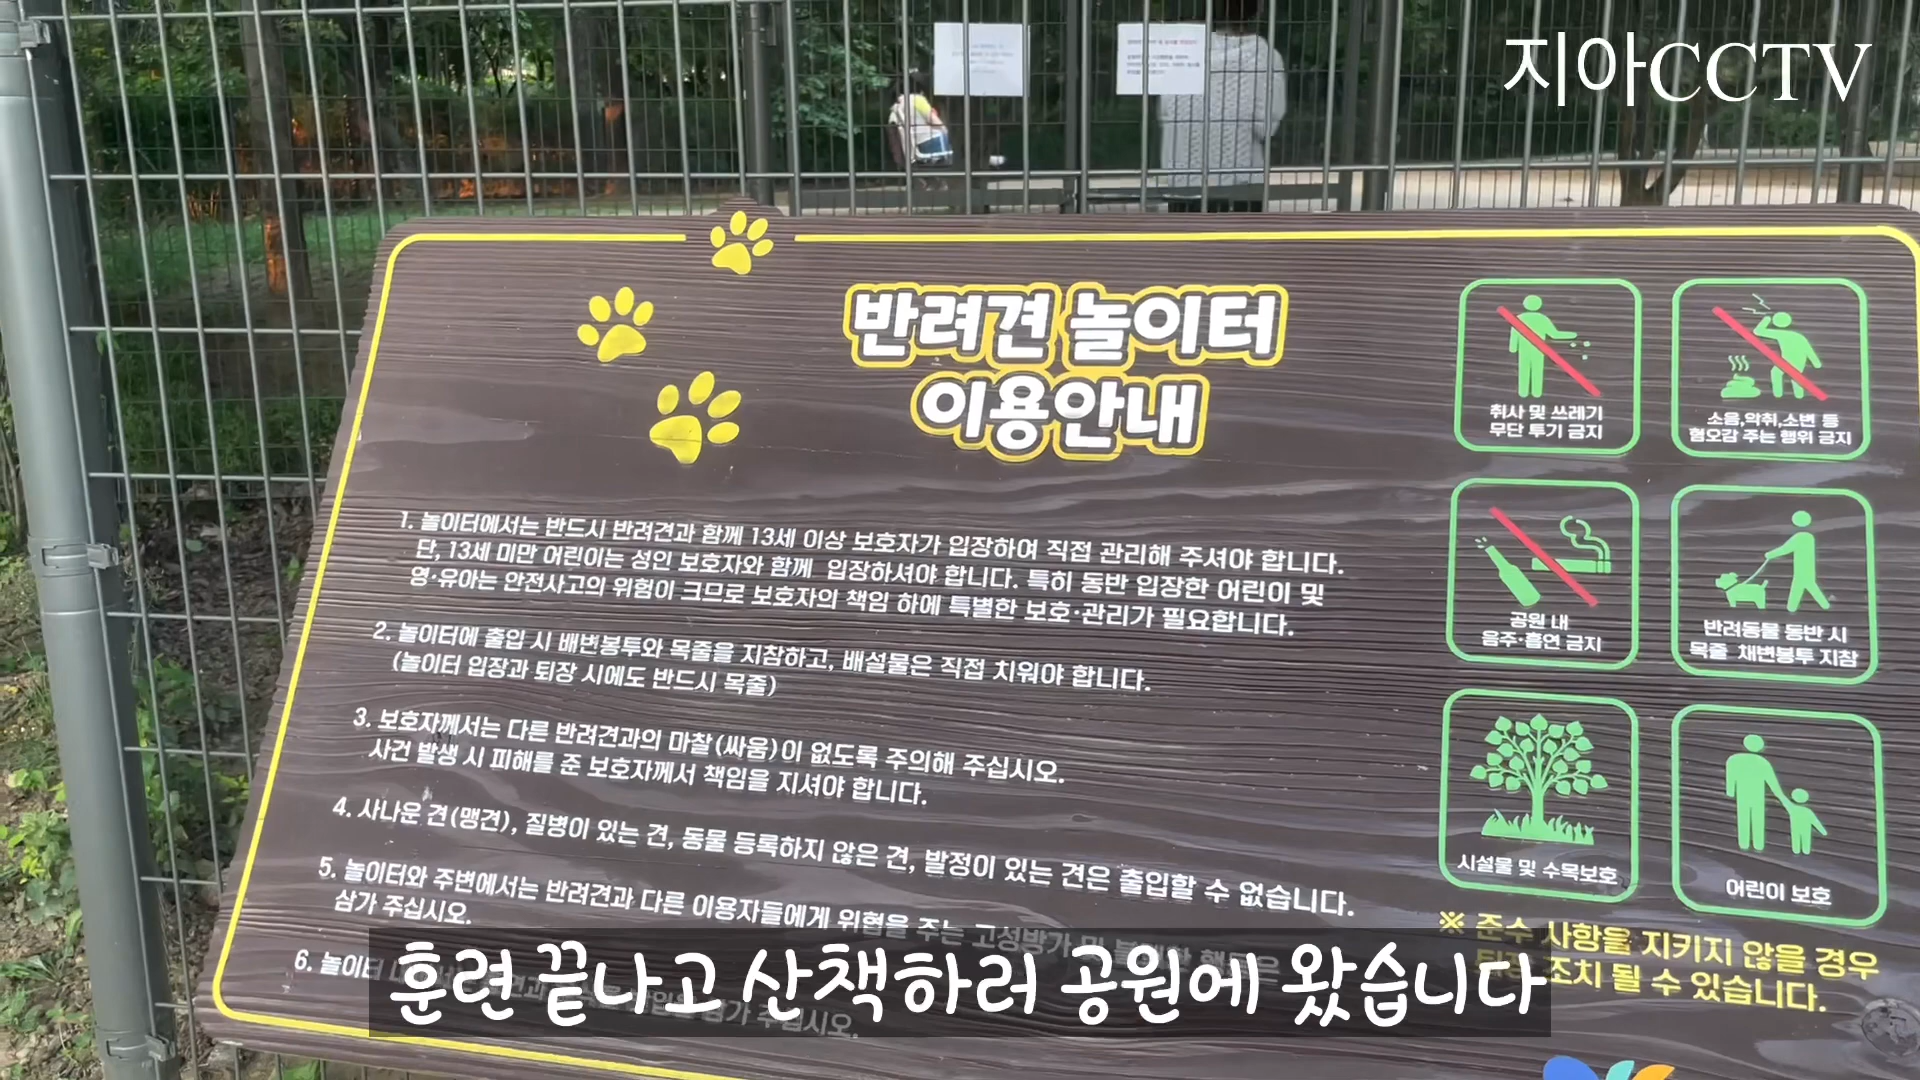 지아CCTV
반려견 놀이터
이용안내
1. 놀이터에서는 반드시 반려견과 함께 13세 이상 보호자가 입장하여 직접 관리해 주셔야 합니다.
단, 13세 미만 어린이는 성인 보호자와 함께 입장하셔야 합니다. 특히 동반 입장한 어린이 및
영·유아는 안전사고의 위험이 크므로 보호자의 책임 하에 특별한 보호·관리가 필요합니다.
2. 놀이터에 출입 시 배변봉투와 목줄을 지참하고, 배설물은 직접 치워야 합니다.
(놀이터 입장과 퇴장 시에도 반드시 목줄)
3. 보호자께서는 다른 반려견과의 마찰(싸움)이 없도록 주의해 주십시오.
사건 발생 시 피해를 준 보호자께서 책임을 지셔야 합니다.
4. 사나운 견(맹견), 질병이 있는 견, 동물 등록하지 않은 견, 발정이 있는 견은 출입할 수 없습니다.
5. 놀이터와 주변에서는 반려견과 다른 이용자들에게 위협을 주는 고성방가 및
삼가 주십시오.
6. 주십시오.
취사 및 쓰레기
무단 투기 금지
소음,악취,소변 등
혐오감 주는 행위 금지
공원 내
음주·흡연 금지
반려동물 동반 시
목줄 채변봉투 지참
시설물 및 수목보호
어린이 보호
※ 준수 사항을 지키지 않을 경우
조치 될 수 있습니다.
훈련 끝나고 산책하러 공원에 왔습니다